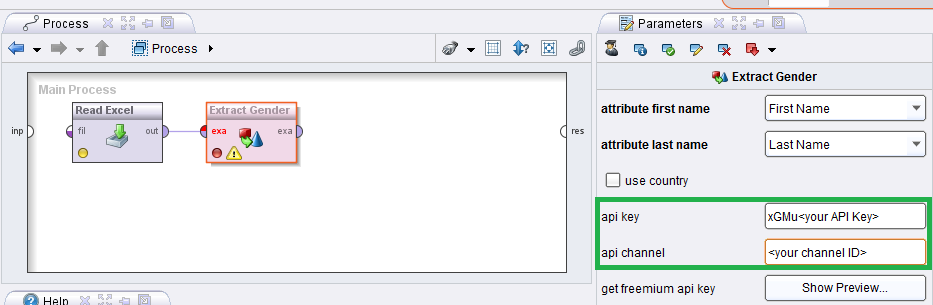 Process
Process
Main Process
Read Excel
Extract Gender
inp
fil
out
exa
exa
res
Help
Parameters
Extract Gender
attribute first name
First Name
attribute last name
Last Name
use country
api key
xGMu<your API Key>
api channel
<your channel ID>
get freemium api key
Show Preview...